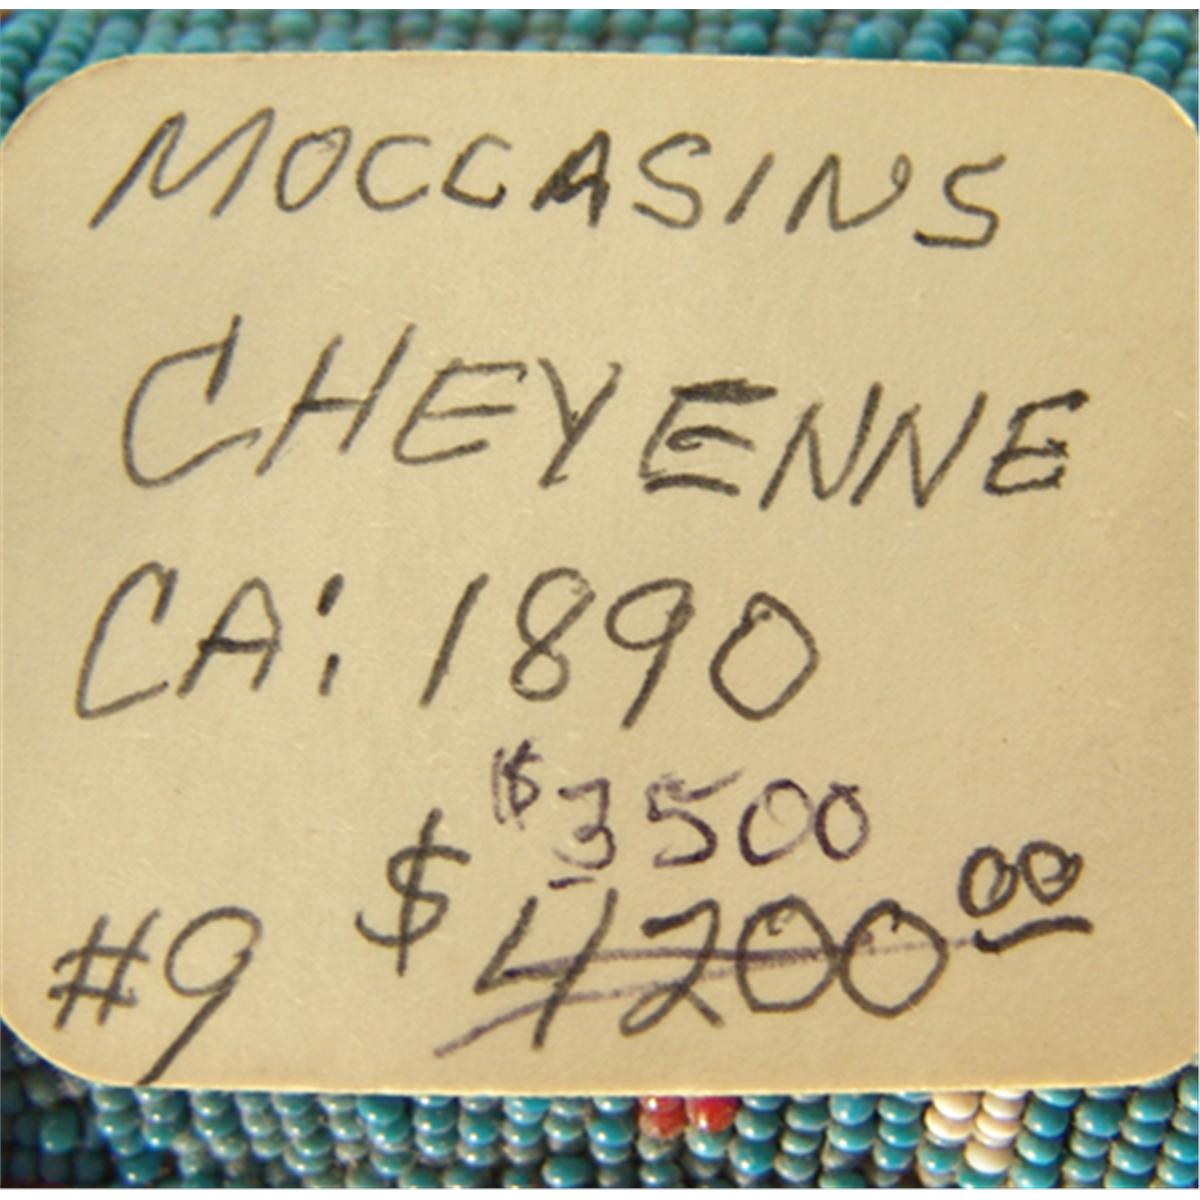 MOCCASINS
CHEYENNE
CA: 1890
$3500
#9 $4200.00